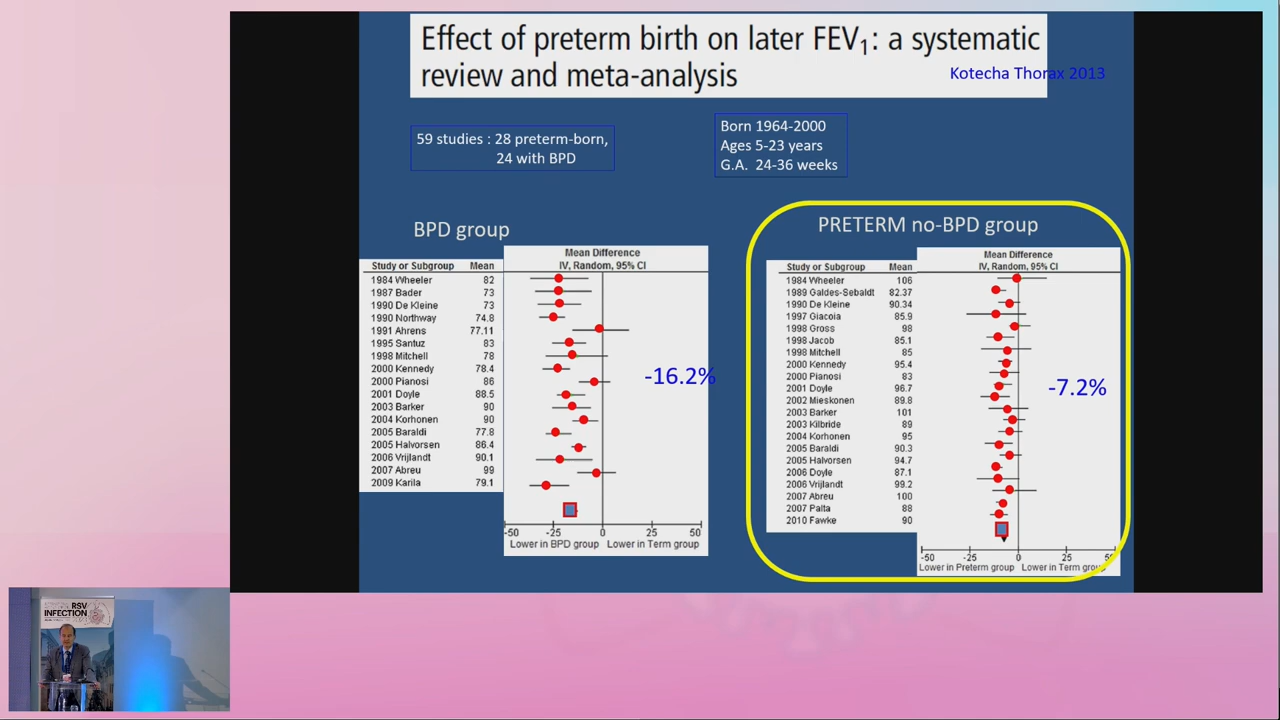 Effect of preterm birth on later FEV1: a systematic
review and meta-analysis
Kotecha Thorax 2013
59 studies : 28 preterm-born,
24 with BPD
Born 1964-2000
Ages 5-23 years
G.A. 24-36 weeks
BPD group
Mean Difference
Study or Subgroup Mean IV, Random, 95% CI
1984 Wheeler 82
1987 Bader 73
1990 De Kleine 73
1990 Northway 74.8
1991 Ahrens 77.11
1995 Santuz 83
1998 Mitchell 78
2000 Kennedy 78.4
2000 Pianosi 86
2001 Doyle 88.5
2003 Barker 90
2004 Korhonen 90
2005 Baraldi 77.8
2005 Halvorsen 86.4
2006 Vrijlandt 90.1
2007 Abreu 99
2009 Karila 79.1
-16.2%
-50 -25 0 25 50
Lower in BPD group Lower in Term group
PRETERM no-BPD group
Mean Difference
Study or Subgroup Mean IV, Random, 95% CI
1984 Wheeler 106
1989 Galdes-Sebaldt 82.37
1990 De Kleine 90.34
1997 Giacoia 85.9
1998 Gross 98
1998 Jacob 85.1
1998 Mitchell 85
2000 Kennedy 95.4
2000 Pianosi 83
2001 Doyle 96.7
2002 Mieskonen 89.8
2003 Barker 101
2003 Kilbride 89
2004 Korhonen 95
2005 Baraldi 90.3
2005 Halvorsen 94.7
2006 Doyle 87.1
2006 Vrijlandt 99.2
2007 Abreu 100
2007 Palta 88
2010 Fawke 90
-7.2%
-50 -25 0 25 50
Lower in Preterm group Lower in Term group
RSV
INFECTION